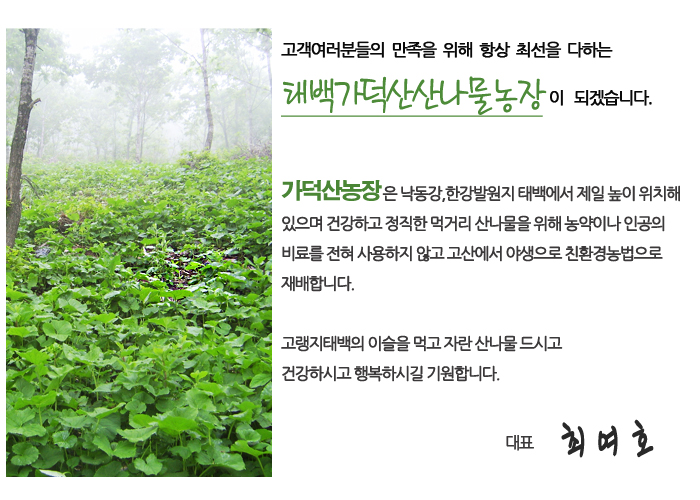 고객여러분들의 만족을 위해 항상 최선을 다하는
태백가덕산산나물농장이 되겠습니다.
가덕산농장은 낙동강,한강발원지 태백에서 제일 높이 위치해
있으며 건강하고 정직한 먹거리 산나물을 위해 농약이나 인공의
비료를 전혀 사용하지 않고 고산에서 야생으로 친환경농법으로
재배합니다.
고랭지태백의 이슬을 먹고 자란 산나물 드시고
건강하시고 행복하시길 기원합니다.
대표 최여호